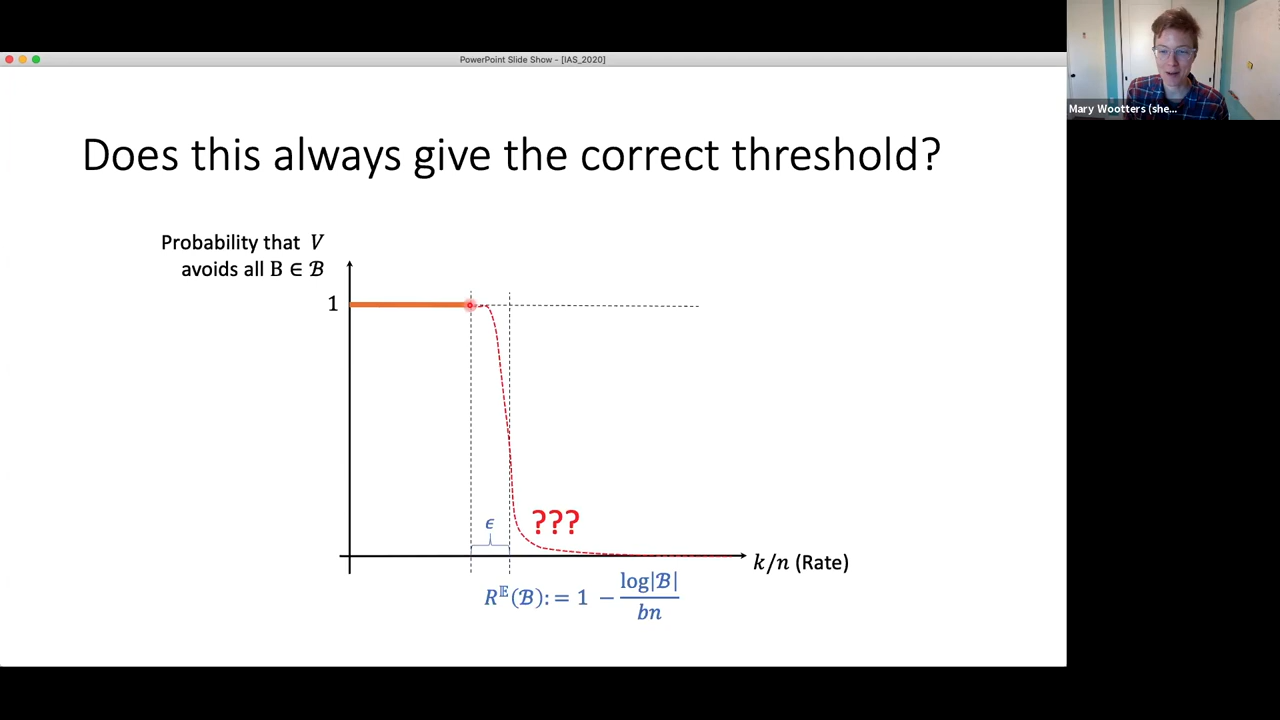 PowerPoint Slide Show - [IAS_2020]
Mary Wootters (she...
Does this always give the correct threshold?
Probability that V
avoids all B ∈ ℬ
1
???
ϵ
k/n (Rate)
R^𝔼(ℬ): = 1 − log|ℬ| / bn